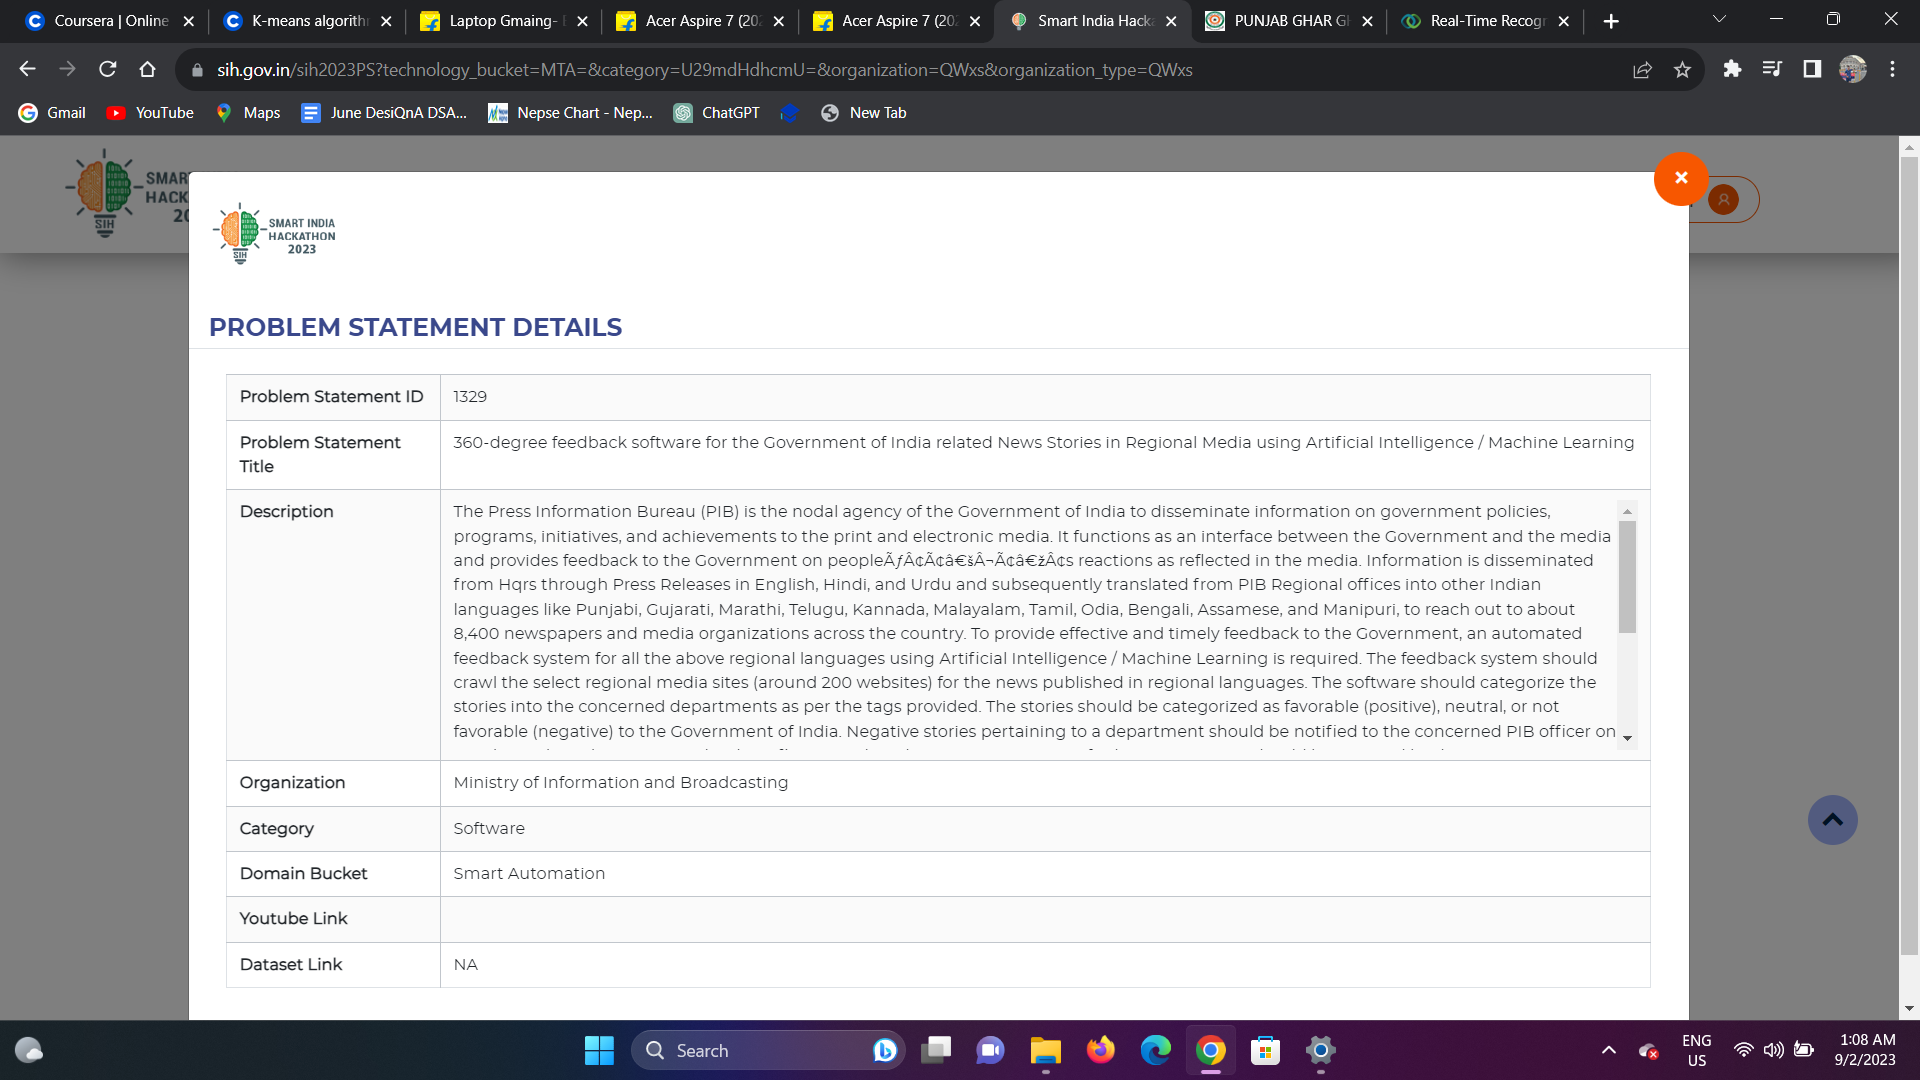 Coursera | Online
K-means algorith
Laptop Gmaing-
Acer Aspire 7 (20
Acer Aspire 7 (20
Smart India Hack
PUNJAB GHAR G
Real-Time Recog
sih.gov.in/sih2023PS?technology_bucket=MTA=&category=U29mdHdhcmU=&organization=QWxs&organization_type=QWxs
Gmail
YouTube
Maps
June DesiQnA DSA...
Nepse Chart - Nep...
ChatGPT
New Tab
SMAR
HACK
20
SIH
SMART INDIA
HACKATHON
2023
SIH
PROBLEM STATEMENT DETAILS
Problem Statement ID 1329
Problem Statement Title 360-degree feedback software for the Government of India related News Stories in Regional Media using Artificial Intelligence / Machine Learning
Description
The Press Information Bureau (PIB) is the nodal agency of the Government of India to disseminate information on government policies,
programs, initiatives, and achievements to the print and electronic media. It functions as an interface between the Government and the media
and provides feedback to the Government on peopleÃƒÂ¢Ã¢â€šÂ¬Ã¢â€žÂ¢s reactions as reflected in the media. Information is disseminated
from Hqrs through Press Releases in English, Hindi, and Urdu and subsequently translated from PIB Regional offices into other Indian
languages like Punjabi, Gujarati, Marathi, Telugu, Kannada, Malayalam, Tamil, Odia, Bengali, Assamese, and Manipuri, to reach out to about
8,400 newspapers and media organizations across the country. To provide effective and timely feedback to the Government, an automated
feedback system for all the above regional languages using Artificial Intelligence / Machine Learning is required. The feedback system should
crawl the select regional media sites (around 200 websites) for the news published in regional languages. The software should categorize the
stories into the concerned departments as per the tags provided. The stories should be categorized as favorable (positive), neutral, or not
favorable (negative) to the Government of India. Negative stories pertaining to a department should be notified to the concerned PIB officer on
Organization Ministry of Information and Broadcasting
Category Software
Domain Bucket Smart Automation
Youtube Link
Dataset Link NA
Search
ENG
US
1:08 AM
9/2/2023